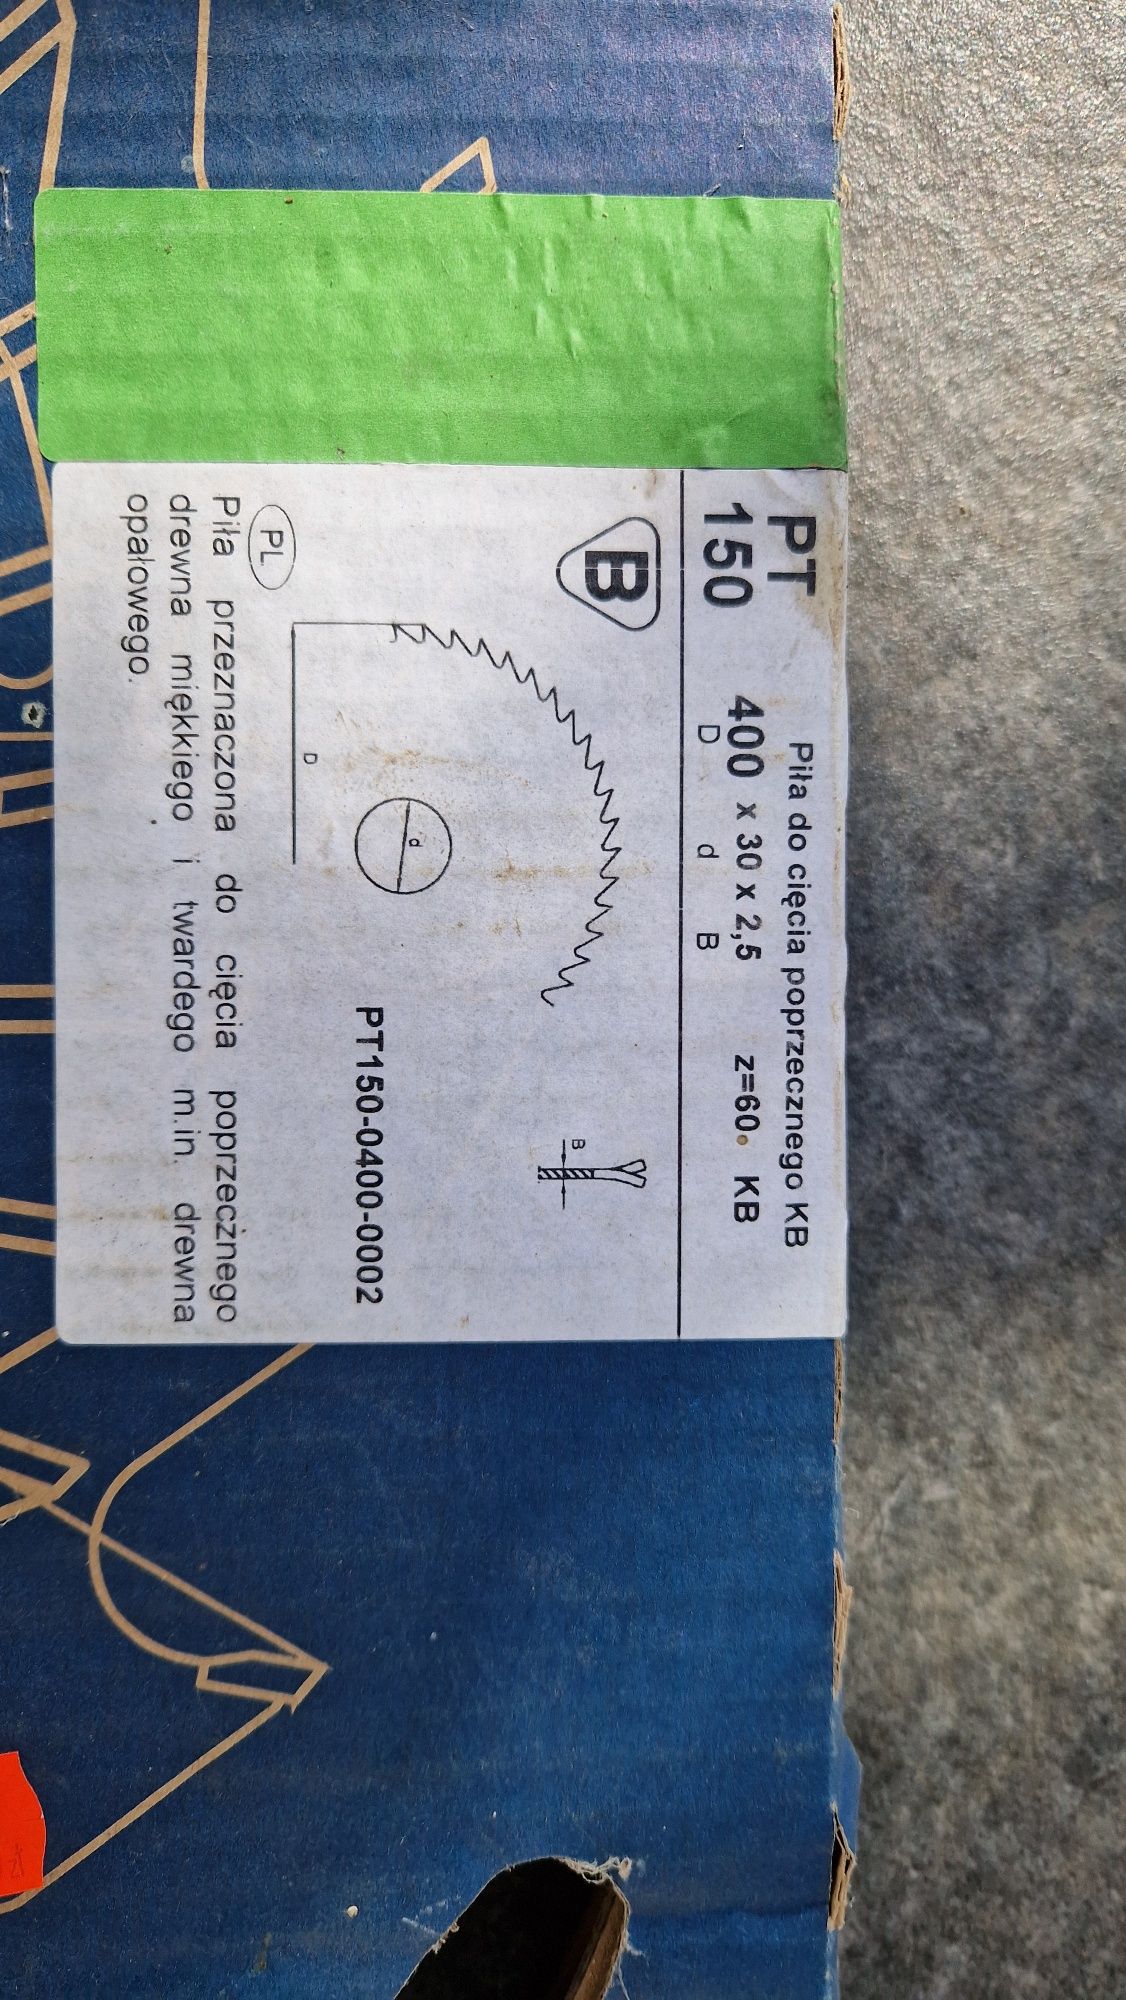 PT
150
Piła do cięcia poprzecznego KB
400 x 30 x 2,5 z=60 KB
D d B
B
B
d
D
PT150-0400-0002
PL
Piła przeznaczona do cięcia poprzecznego
drewna miękkiego i twardego m.in. drewna
opałowego.